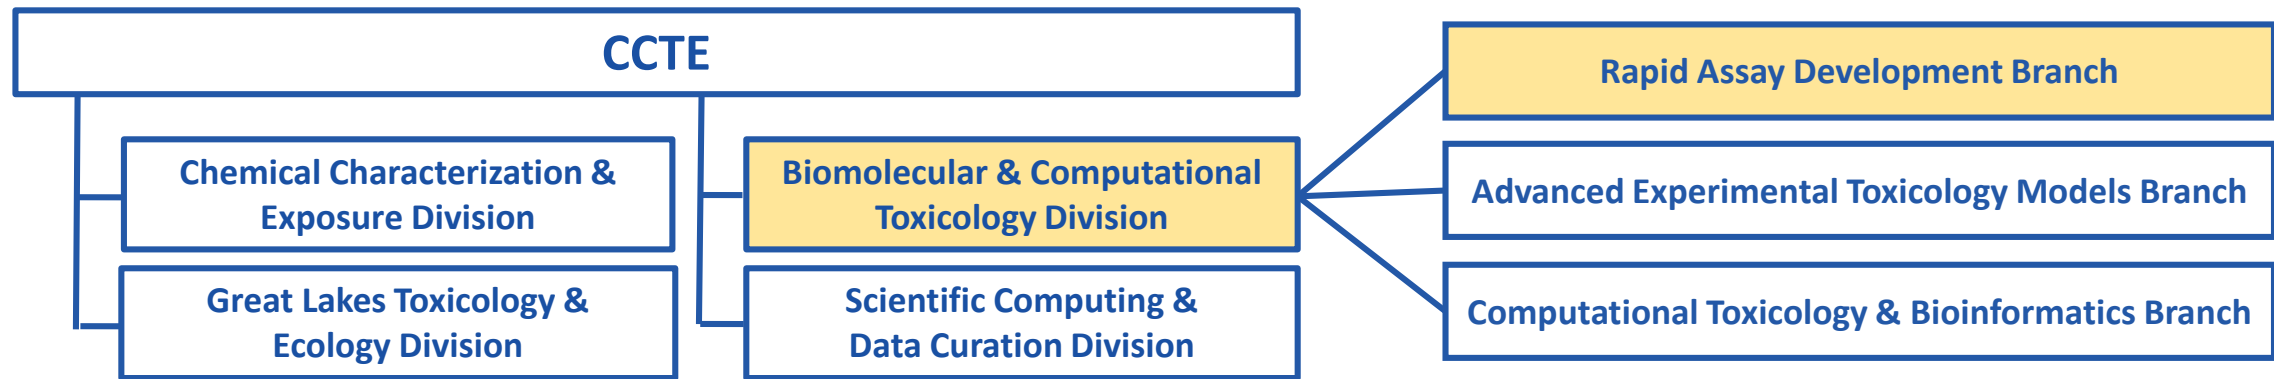 CCTE
Chemical Characterization &
Exposure Division
Great Lakes Toxicology &
Ecology Division
Biomolecular & Computational
Toxicology Division
Scientific Computing &
Data Curation Division
Rapid Assay Development Branch
Advanced Experimental Toxicology Models Branch
Computational Toxicology & Bioinformatics Branch